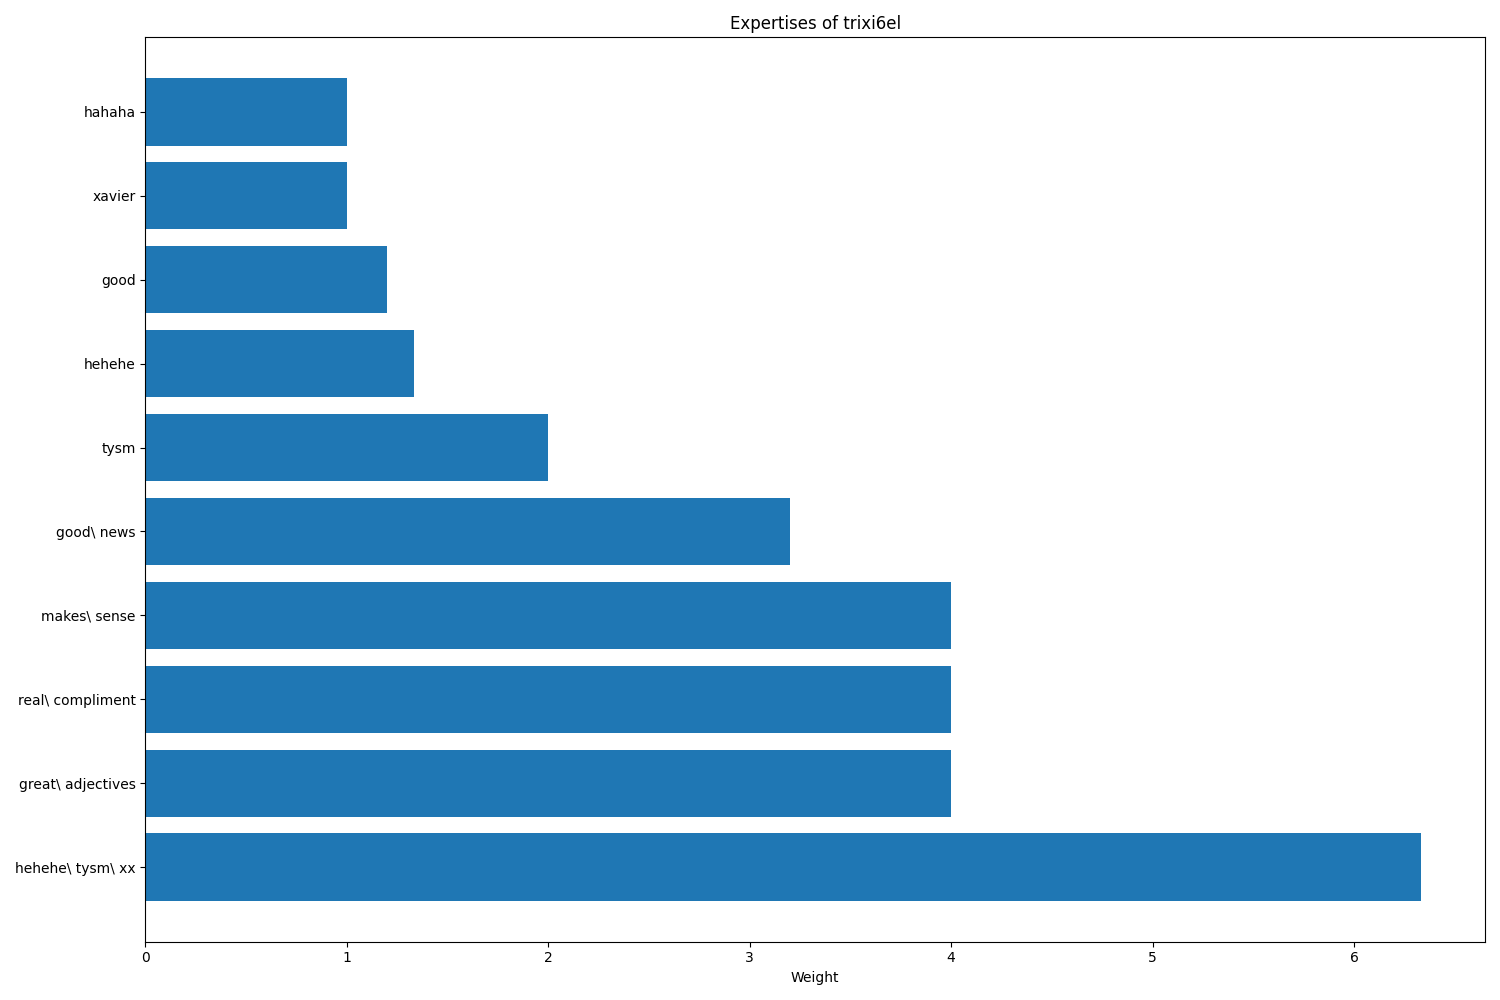 Expertises of trixi6el
hahaha
xavier
good
hehehe
tysm
good\ news
makes\ sense
real\ compliment
great\ adjectives
hehehe\ tysm\ xx
0 1 2 3 4 5 6
Weight